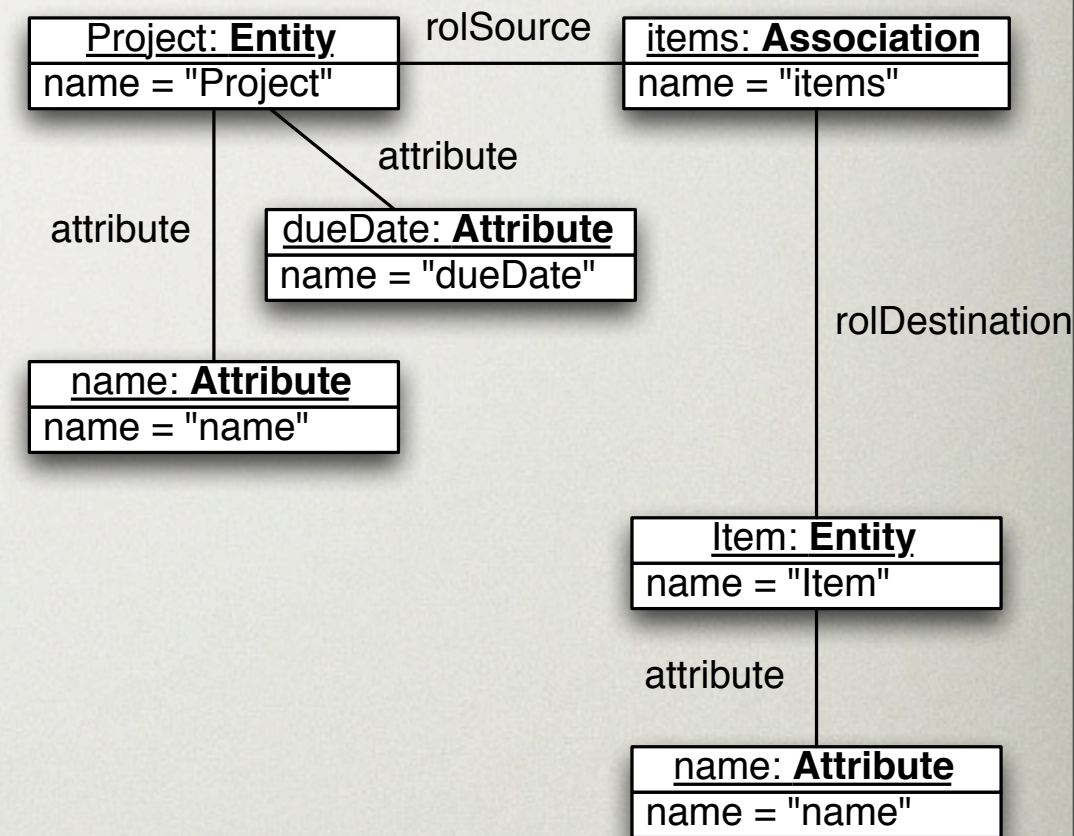 Project: Entity
name = "Project"
rolSource
items: Association
name = "items"
attribute
attribute
dueDate: Attribute
name = "dueDate"
rolDestination
name: Attribute
name = "name"
Item: Entity
name = "Item"
attribute
name: Attribute
name = "name"